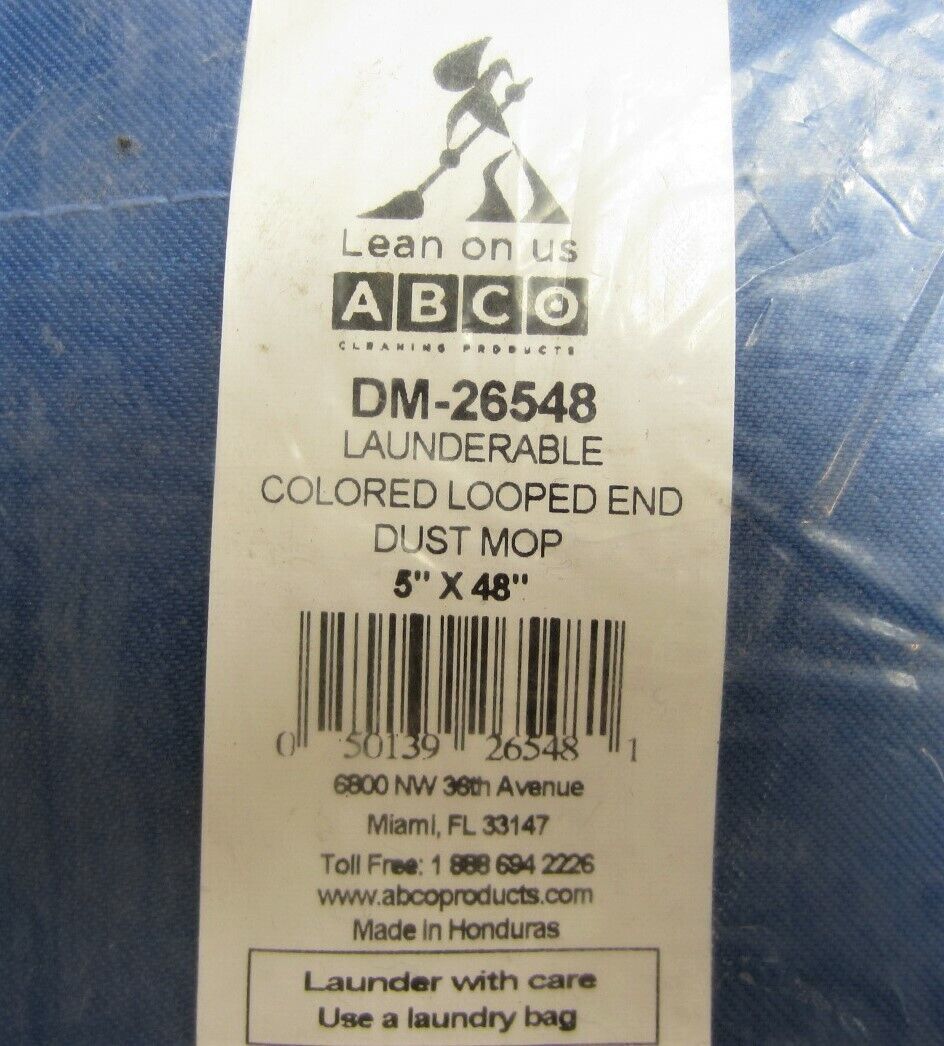 Lean on us
ABCO
CLEANING PRODUCTS
DM-26548
LAUNDERABLE
COLORED LOOPED END
DUST MOP
5" X 48"
0 50139 26548 1
6800 NW 36th Avenue
Miami, FL 33147
Toll Free: 1 888 694 2226
www.abcoproducts.com
Made in Honduras
Launder with care
Use a laundry bag